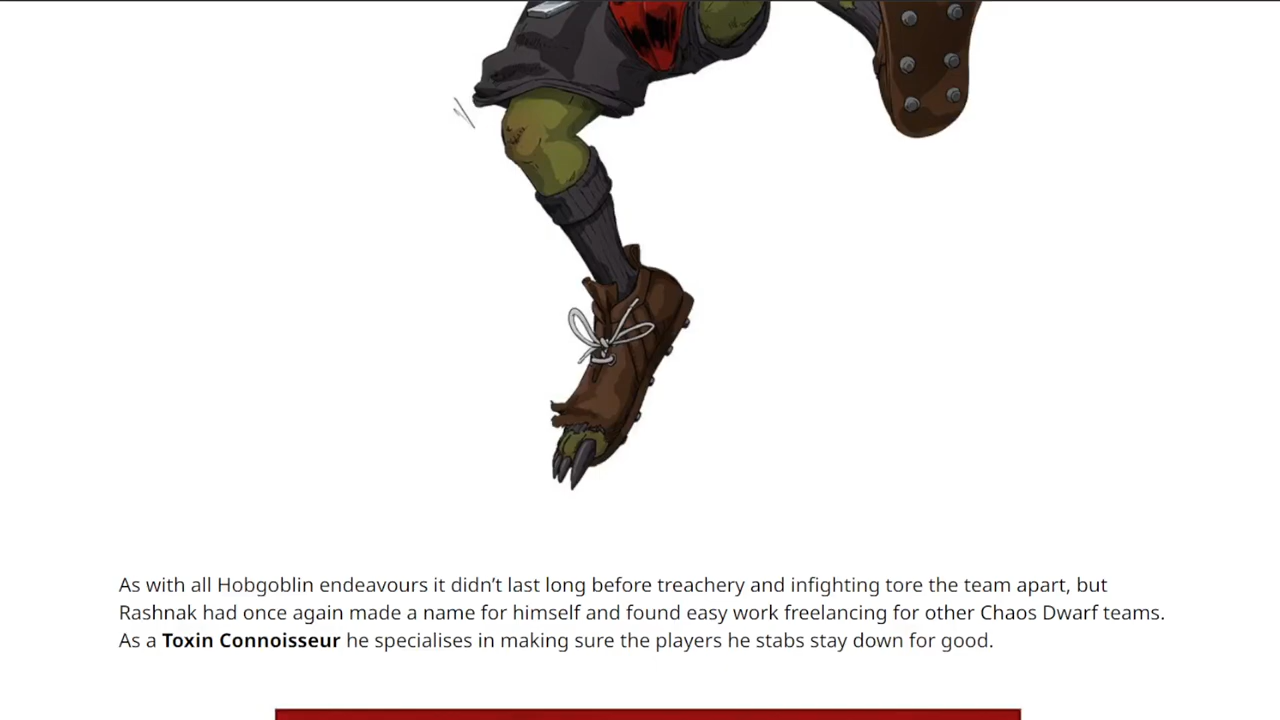 As with all Hobgoblin endeavours it didn’t last long before treachery and infighting tore the team apart, but
Rashnak had once again made a name for himself and found easy work freelancing for other Chaos Dwarf teams.
As a Toxin Connoisseur he specialises in making sure the players he stabs stay down for good.